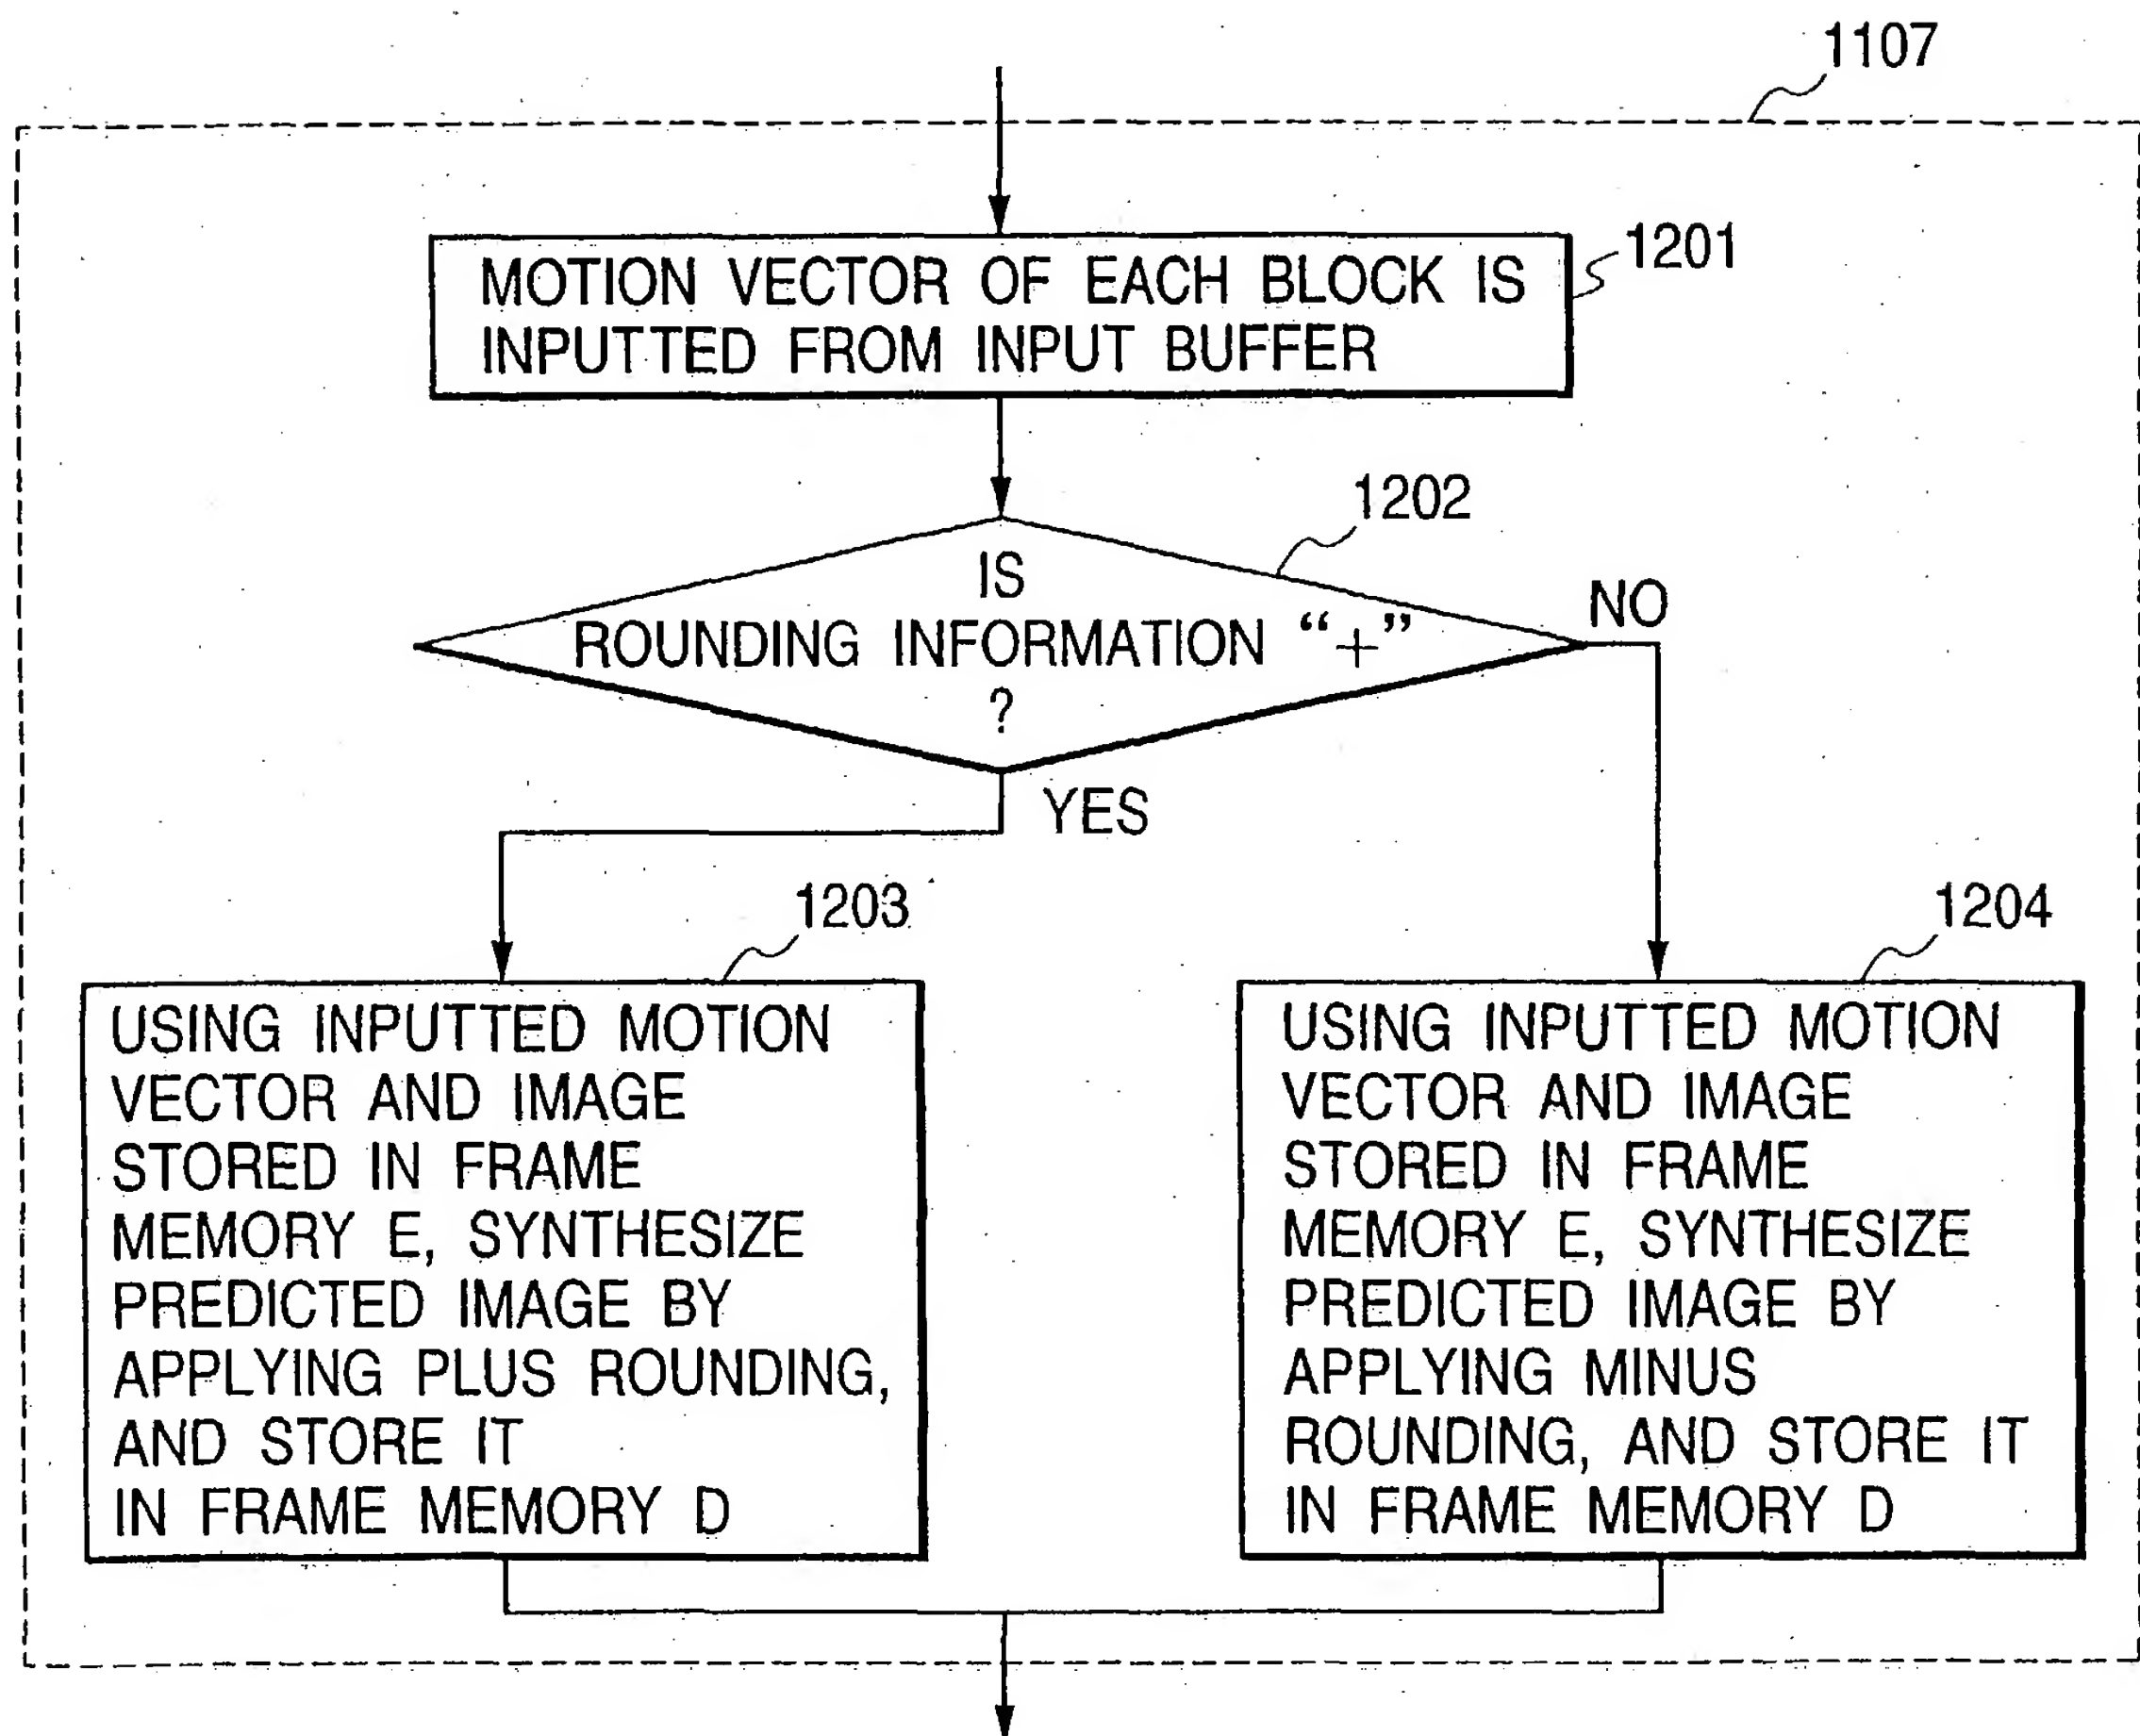 1107
MOTION VECTOR OF EACH BLOCK IS
INPUTTED FROM INPUT BUFFER
1201
1202
IS
ROUNDING INFORMATION “+”
?
NO
YES
1203
1204
USING INPUTTED MOTION
VECTOR AND IMAGE
STORED IN FRAME
MEMORY E, SYNTHESIZE
PREDICTED IMAGE BY
APPLYING PLUS ROUNDING,
AND STORE IT
IN FRAME MEMORY D
USING INPUTTED MOTION
VECTOR AND IMAGE
STORED IN FRAME
MEMORY E, SYNTHESIZE
PREDICTED IMAGE BY
APPLYING MINUS
ROUNDING, AND STORE IT
IN FRAME MEMORY D